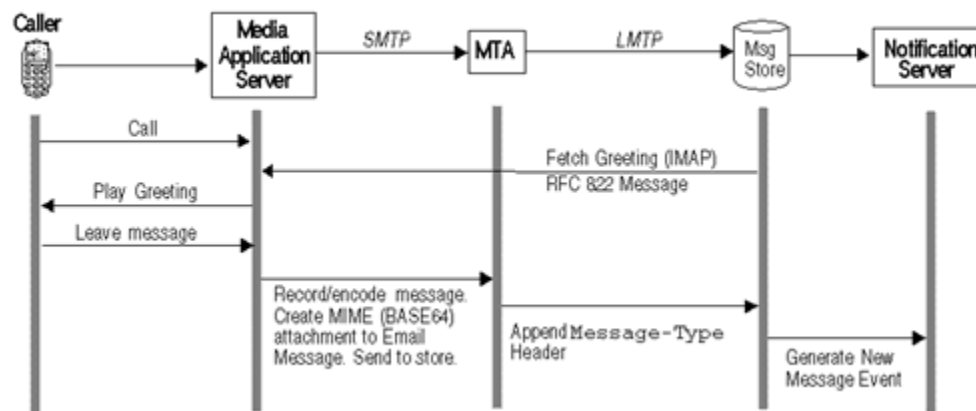 Caller
Media
Application
Server
SMTP
MTA
LMTP
Msg
Store
Notification
Server
Call
Fetch Greeting (IMAP)
RFC 822 Message
Play Greeting
Leave message
Record/encode message.
Create MIME (BASE64)
attachment to Email
Message. Send to store.
Append Message-Type
Header
Generate New
Message Event